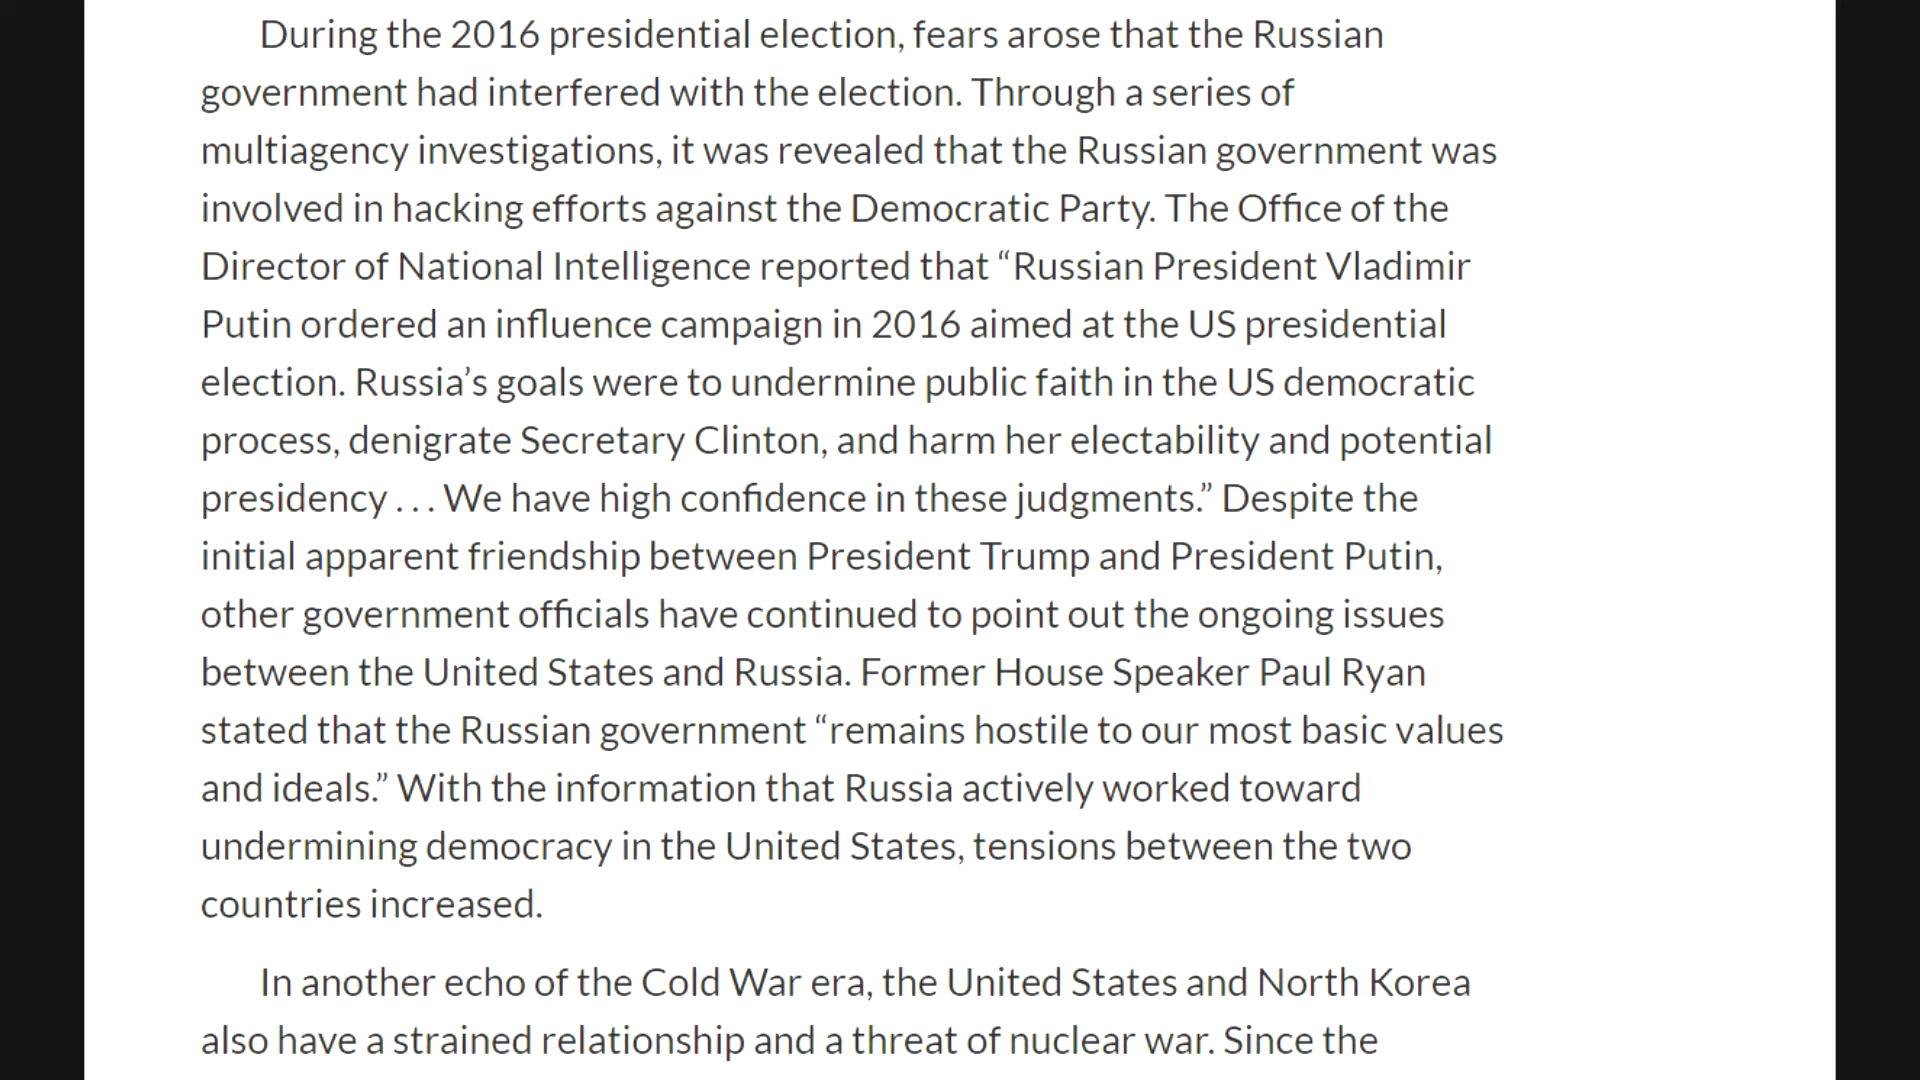 During the 2016 presidential election, fears arose that the Russian
government had interfered with the election. Through a series of
multiagency investigations, it was revealed that the Russian government was
involved in hacking efforts against the Democratic Party. The Office of the
Director of National Intelligence reported that “Russian President Vladimir
Putin ordered an influence campaign in 2016 aimed at the US presidential
election. Russia’s goals were to undermine public faith in the US democratic
process, denigrate Secretary Clinton, and harm her electability and potential
presidency . . . We have high confidence in these judgments.” Despite the
initial apparent friendship between President Trump and President Putin,
other government officials have continued to point out the ongoing issues
between the United States and Russia. Former House Speaker Paul Ryan
stated that the Russian government “remains hostile to our most basic values
and ideals.” With the information that Russia actively worked toward
undermining democracy in the United States, tensions between the two
countries increased.
In another echo of the Cold War era, the United States and North Korea
also have a strained relationship and a threat of nuclear war. Since the